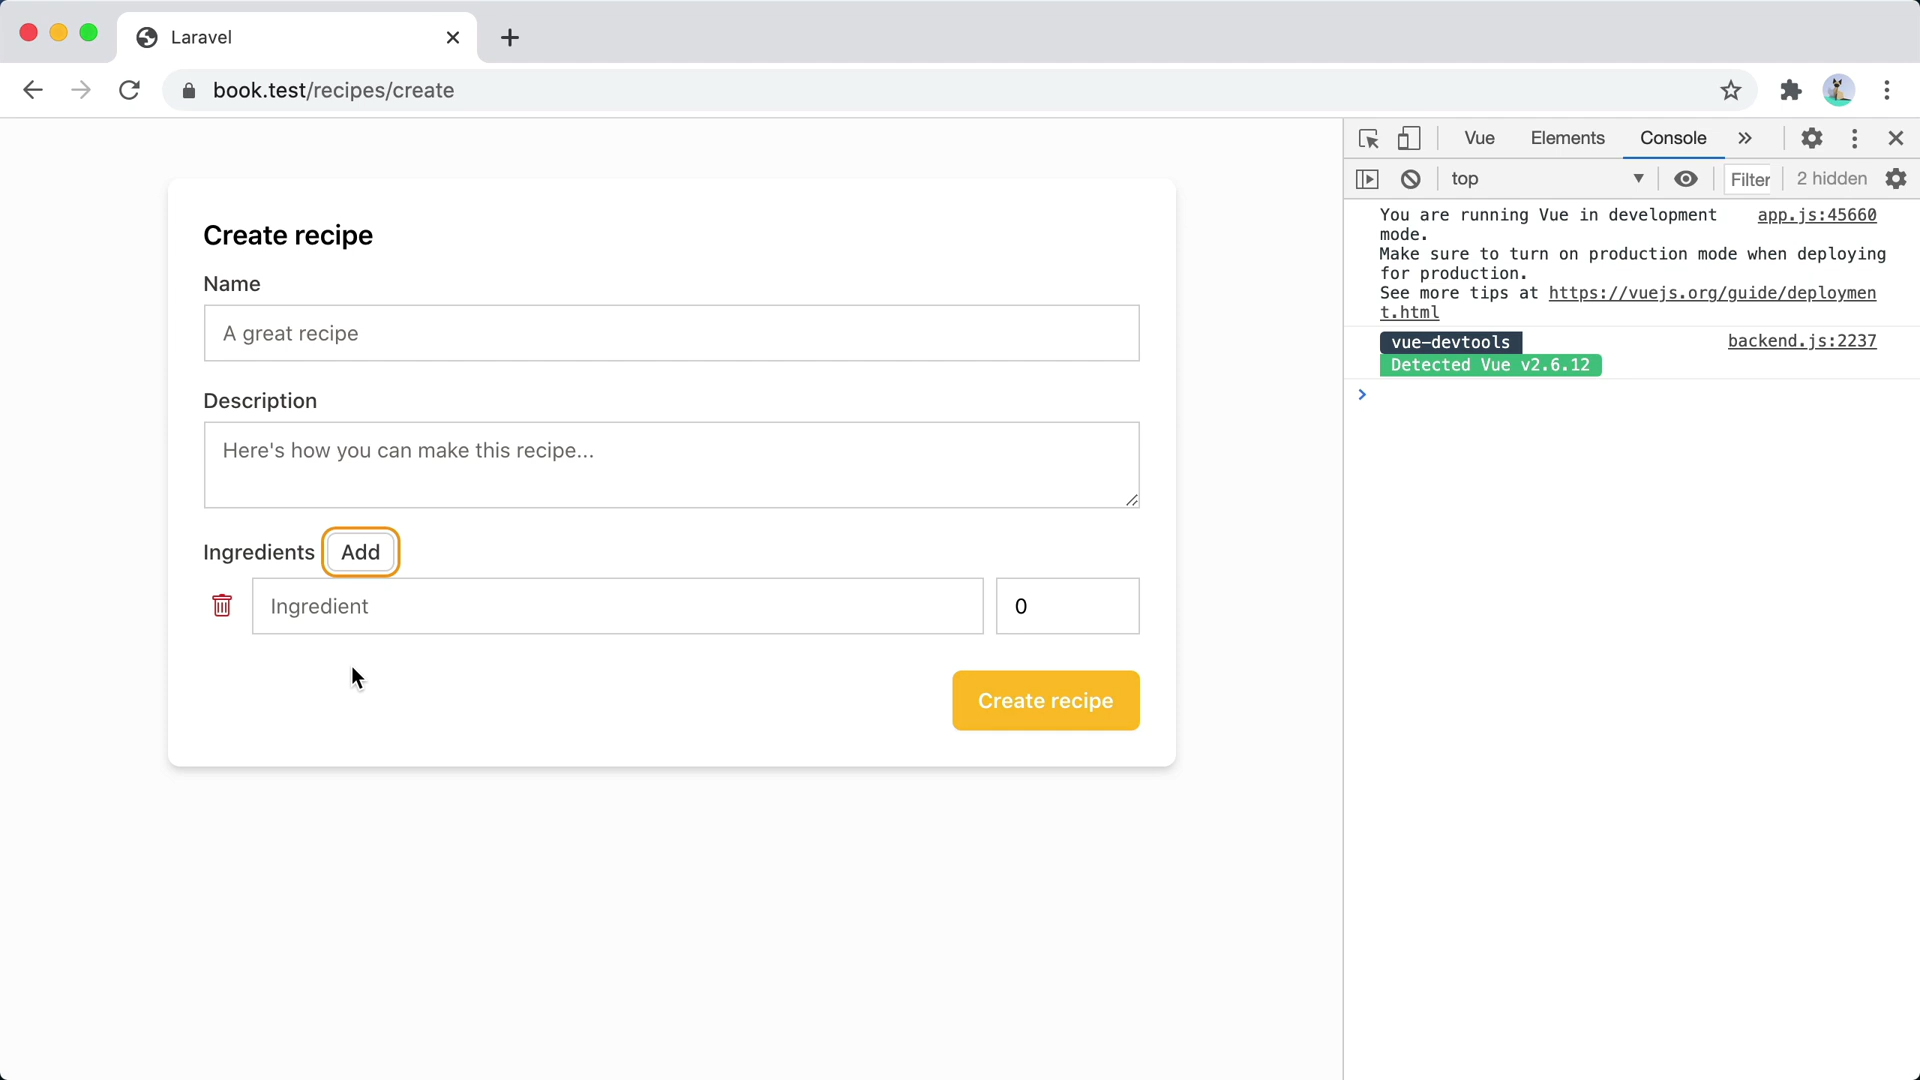 Laravel
book.test/recipes/create
Create recipe
Name
A great recipe
Description
Here's how you can make this recipe...
Ingredients Add
Ingredient 0
Create recipe
Vue Elements Console
top Filter 2 hidden
You are running Vue in development app.js:45660
mode.
Make sure to turn on production mode when deploying
for production.
See more tips at https://vuejs.org/guide/deploymen
t.html
vue-devtools backend.js:2237
Detected Vue v2.6.12